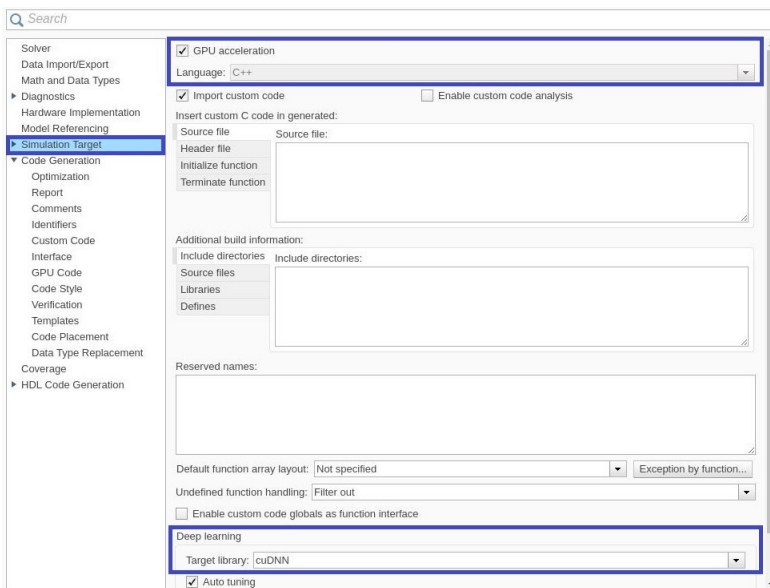 Search
Solver
Data Import/Export
Math and Data Types
Diagnostics
Hardware Implementation
Model Referencing
Simulation Target
Code Generation
Optimization
Report
Comments
Identifiers
Custom Code
Interface
GPU Code
Code Style
Verification
Templates
Code Placement
Data Type Replacement
Coverage
HDL Code Generation
GPU acceleration
Language: C++
Import custom code Enable custom code analysis
Insert custom C code in generated:
Source file
Header file
Initialize function
Terminate function
Source file:
Additional build information:
Include directories
Source files
Libraries
Defines
Include directories:
Reserved names:
Default function array layout: Not specified Exception by function...
Undefined function handling: Filter out
Enable custom code globals as function interface
Deep learning
Target library: cuDNN
Auto tuning